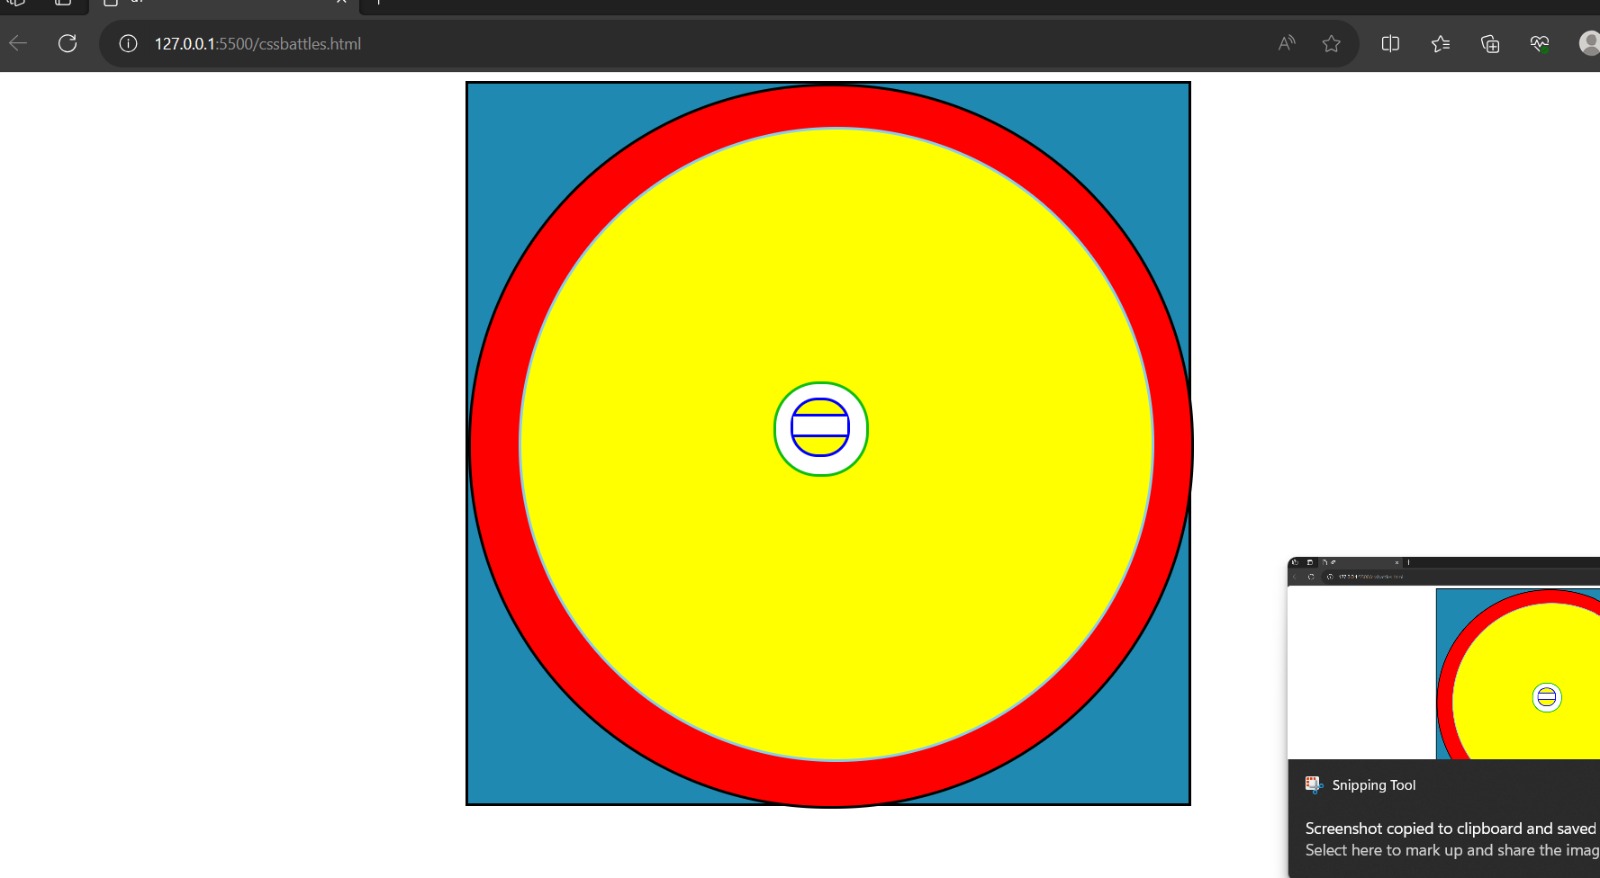 127.0.0.1:5500/cssbattles.html
Snipping Tool
Screenshot copied to clipboard and saved
Select here to mark up and share the imag